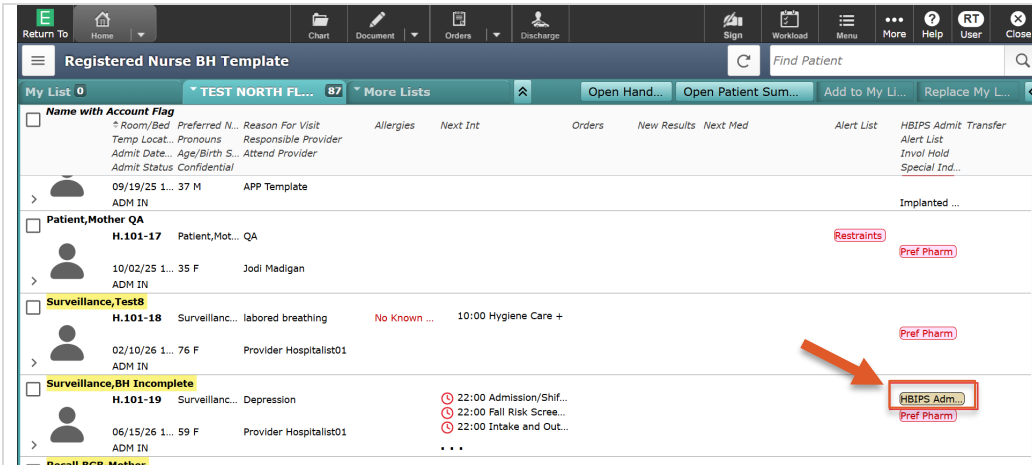 E
Return To Home Chart Document Orders Discharge Sign Workload Menu More Help RT User Close
Registered Nurse BH Template Find Patient
My List 0 TEST NORTH FL... 87 More Lists Open Hand... Open Patient Sum... Add to My Li... Replace My L...
Name with Account Flag
Room/Bed Preferred N... Reason For Visit Allergies Next Int Orders New Results Next Med Alert List HBIPS Admit Transfer
Temp Locat... Pronouns Responsible Provider Alert List
Admit Date... Age/Birth S... Attend Provider Invol Hold
Admit Status Confidential Special Ind...
09/19/25 1... 37 M APP Template
ADM IN Implanted ...
Patient,Mother QA
H.101-17 Patient,Mot... QA Restraints
Pref Pharm
10/02/25 1... 35 F Jodi Madigan
ADM IN
Surveillance,Test8
H.101-18 Surveillanc... labored breathing No Known ... 10:00 Hygiene Care +
Pref Pharm
02/10/26 1... 76 F Provider Hospitalist01
ADM IN
Surveillance,BH Incomplete
H.101-19 Surveillanc... Depression 22:00 Admission/Shif... HBIPS Adm...
22:00 Fall Risk Scree... Pref Pharm
06/15/26 1... 59 F Provider Hospitalist01 22:00 Intake and Out...
ADM IN ...
Recall BGB,Mother